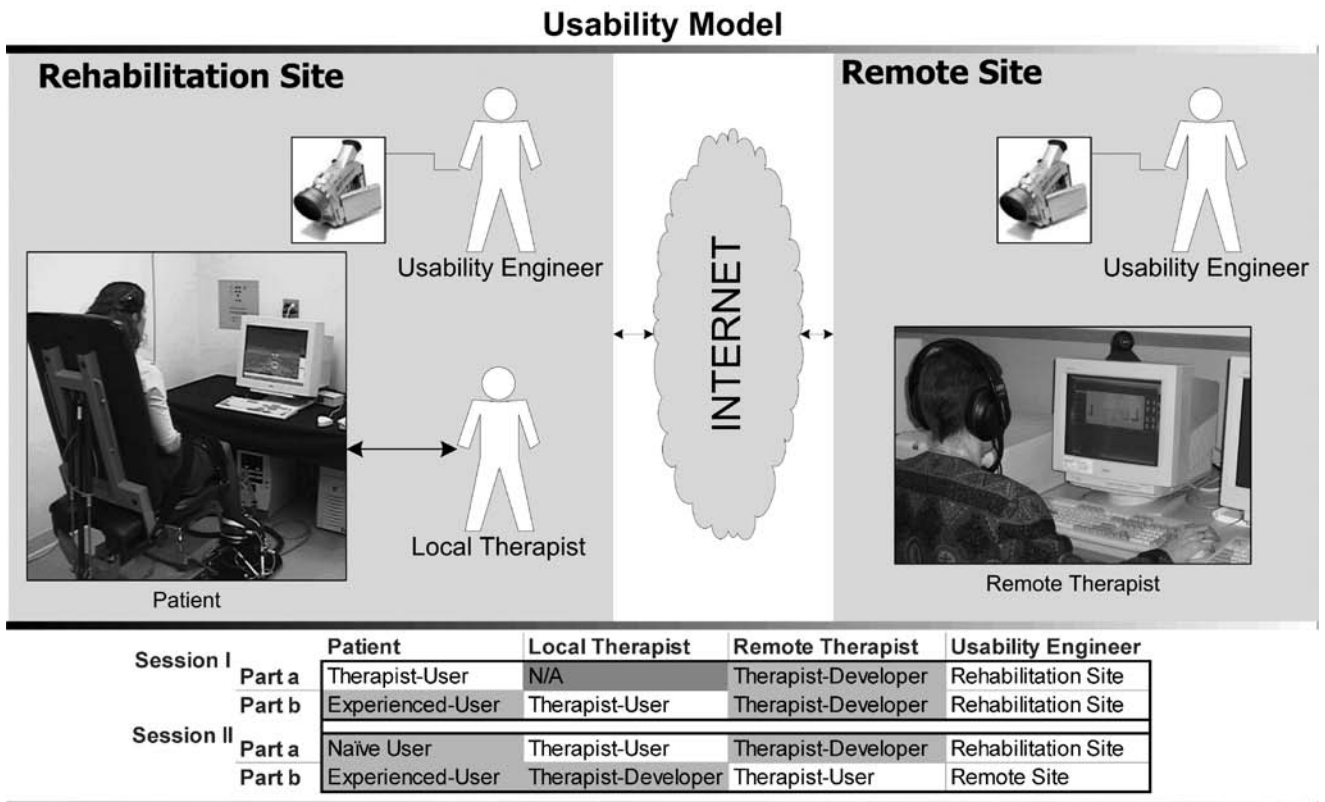 Usability Model
Rehabilitation Site
Usability Engineer
Local Therapist
Patient
INTERNET
Remote Site
Usability Engineer
Remote Therapist
Patient Local Therapist Remote Therapist Usability Engineer
Session I
Part a Therapist-User N/A Therapist-Developer Rehabilitation Site
Part b Experienced-User Therapist-User Therapist-Developer Rehabilitation Site
Session II
Part a Naïve User Therapist-User Therapist-Developer Rehabilitation Site
Part b Experienced-User Therapist-Developer Therapist-User Remote Site